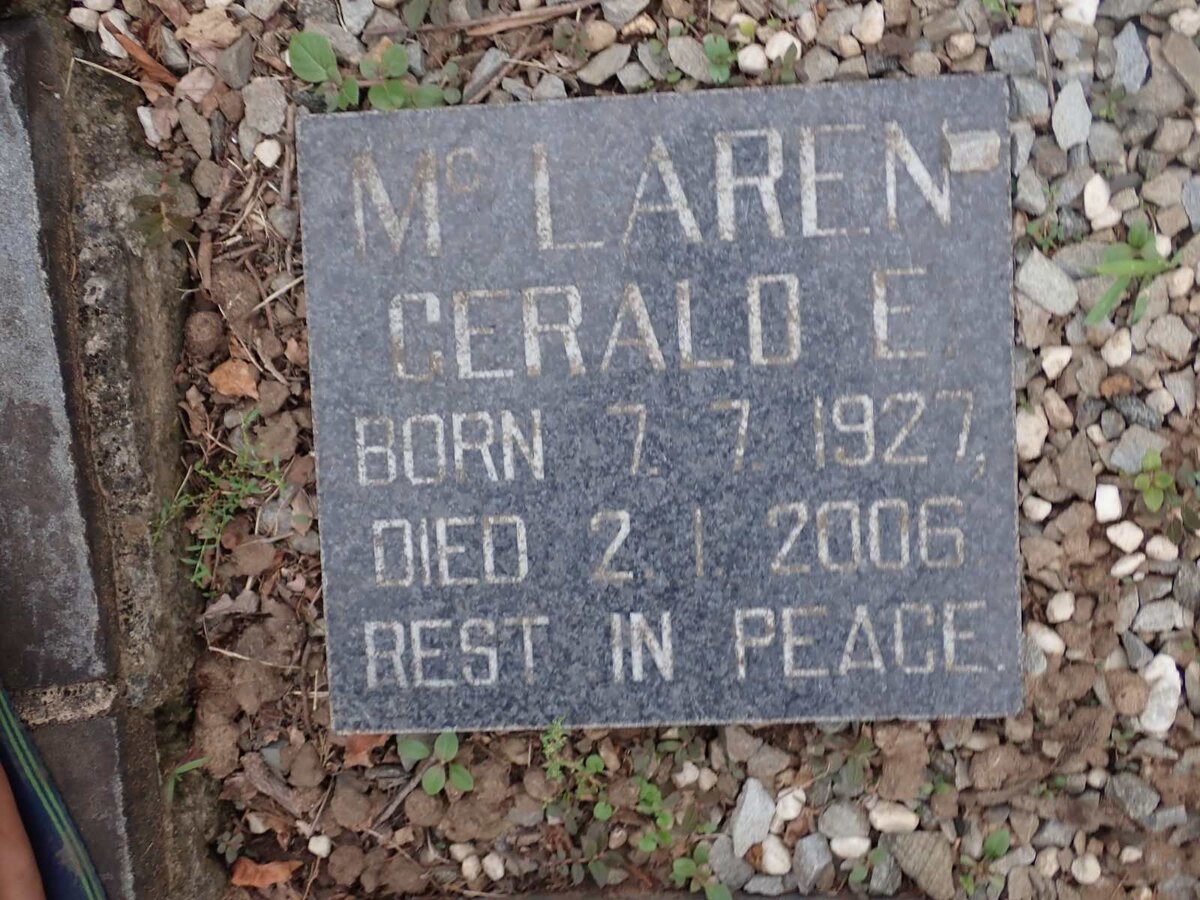 Mc LAREN
GERALD E.
BORN 7. 7. 1927,
DIED 2. 1. 2006
REST IN PEACE.